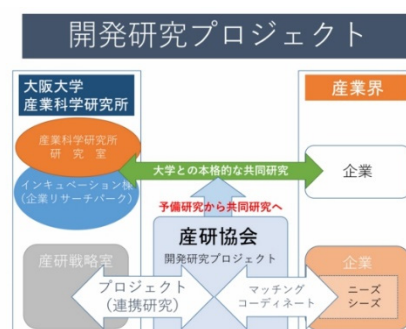 開発研究プロジェクト
大阪大学
産業科学研究所
産業界
産業科学研究所
研究室
大学との本格的な共同研究
企業
インキュベーション棟
(企業リサーチパーク)
予備研究から共同研究へ
産研協会
開発研究プロジェクト
産研戦略室
企業
プロジェクト
(連携研究)
マッチング
コーディネート
ニーズ
シーズ